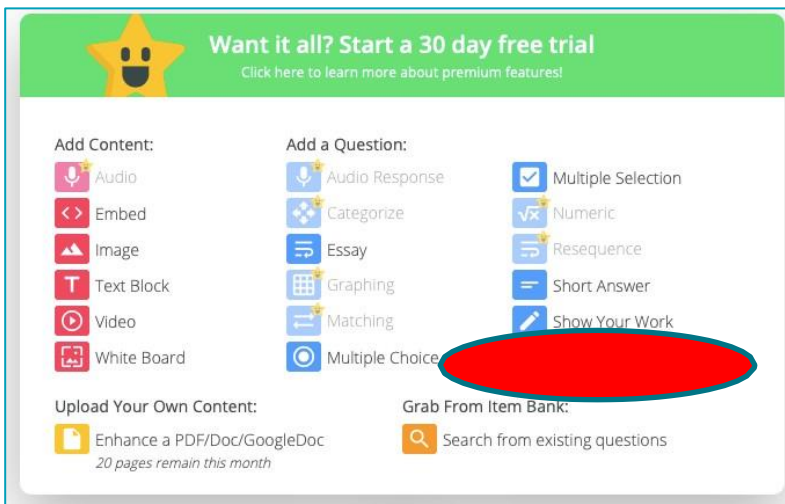 Want it all? Start a 30 day free trial
Click here to learn more about premium features!
Add Content:
Audio
Embed
Image
Text Block
Video
White Board
Add a Question:
Audio Response
Categorize
Essay
Graphing
Matching
Multiple Choice
Multiple Selection
Numeric
Resequence
Short Answer
Show Your Work
Upload Your Own Content:
Enhance a PDF/Doc/GoogleDoc
20 pages remain this month
Grab From Item Bank:
Search from existing questions